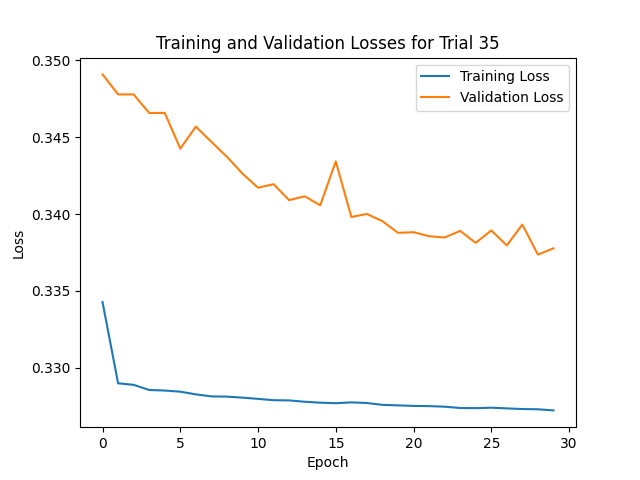 Training and Validation Losses for Trial 35
Training Loss
Validation Loss
Loss
0.350
0.345
0.340
0.335
0.330
0 5 10 15 20 25 30
Epoch